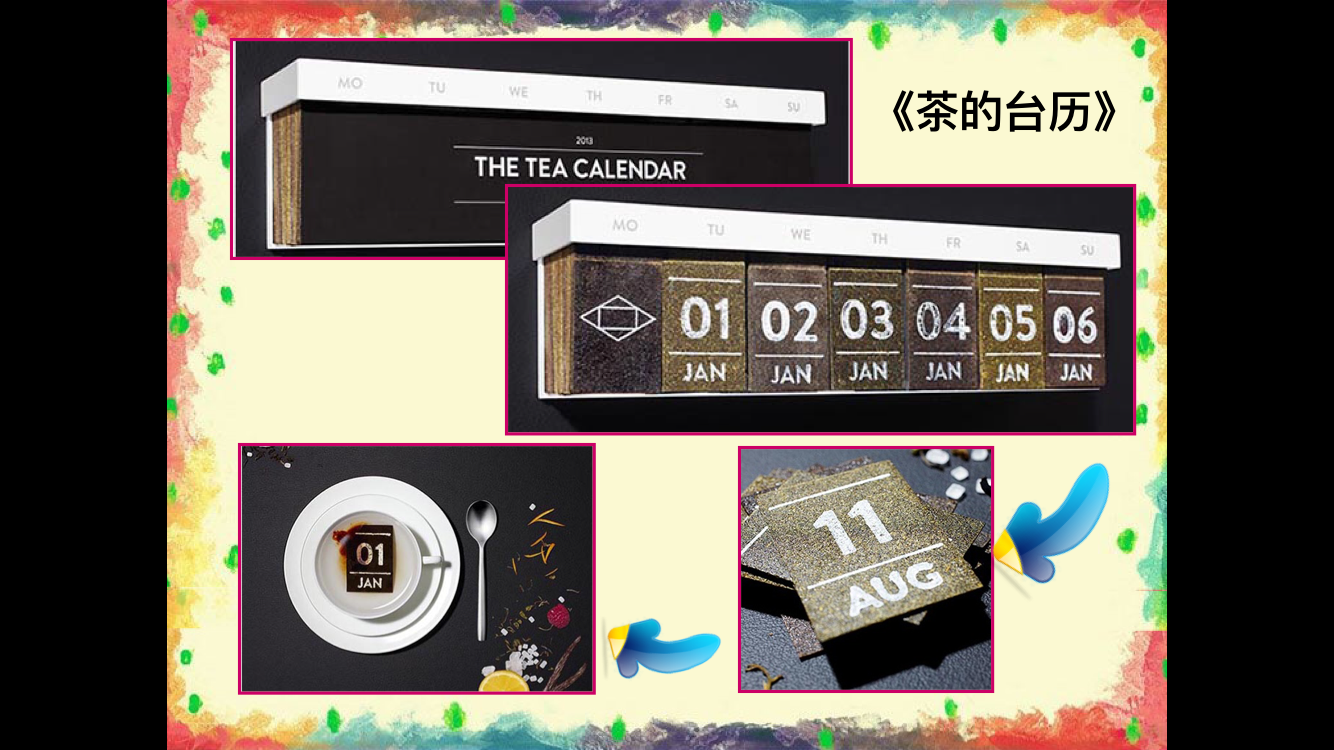 《茶的台历》
MO TU WE TH FR SA SU
2013
THE TEA CALENDAR
MO TU WE TH FR SA SU
01 02 03 04 05 06
JAN JAN JAN JAN JAN JAN
01
JAN
11
AUG